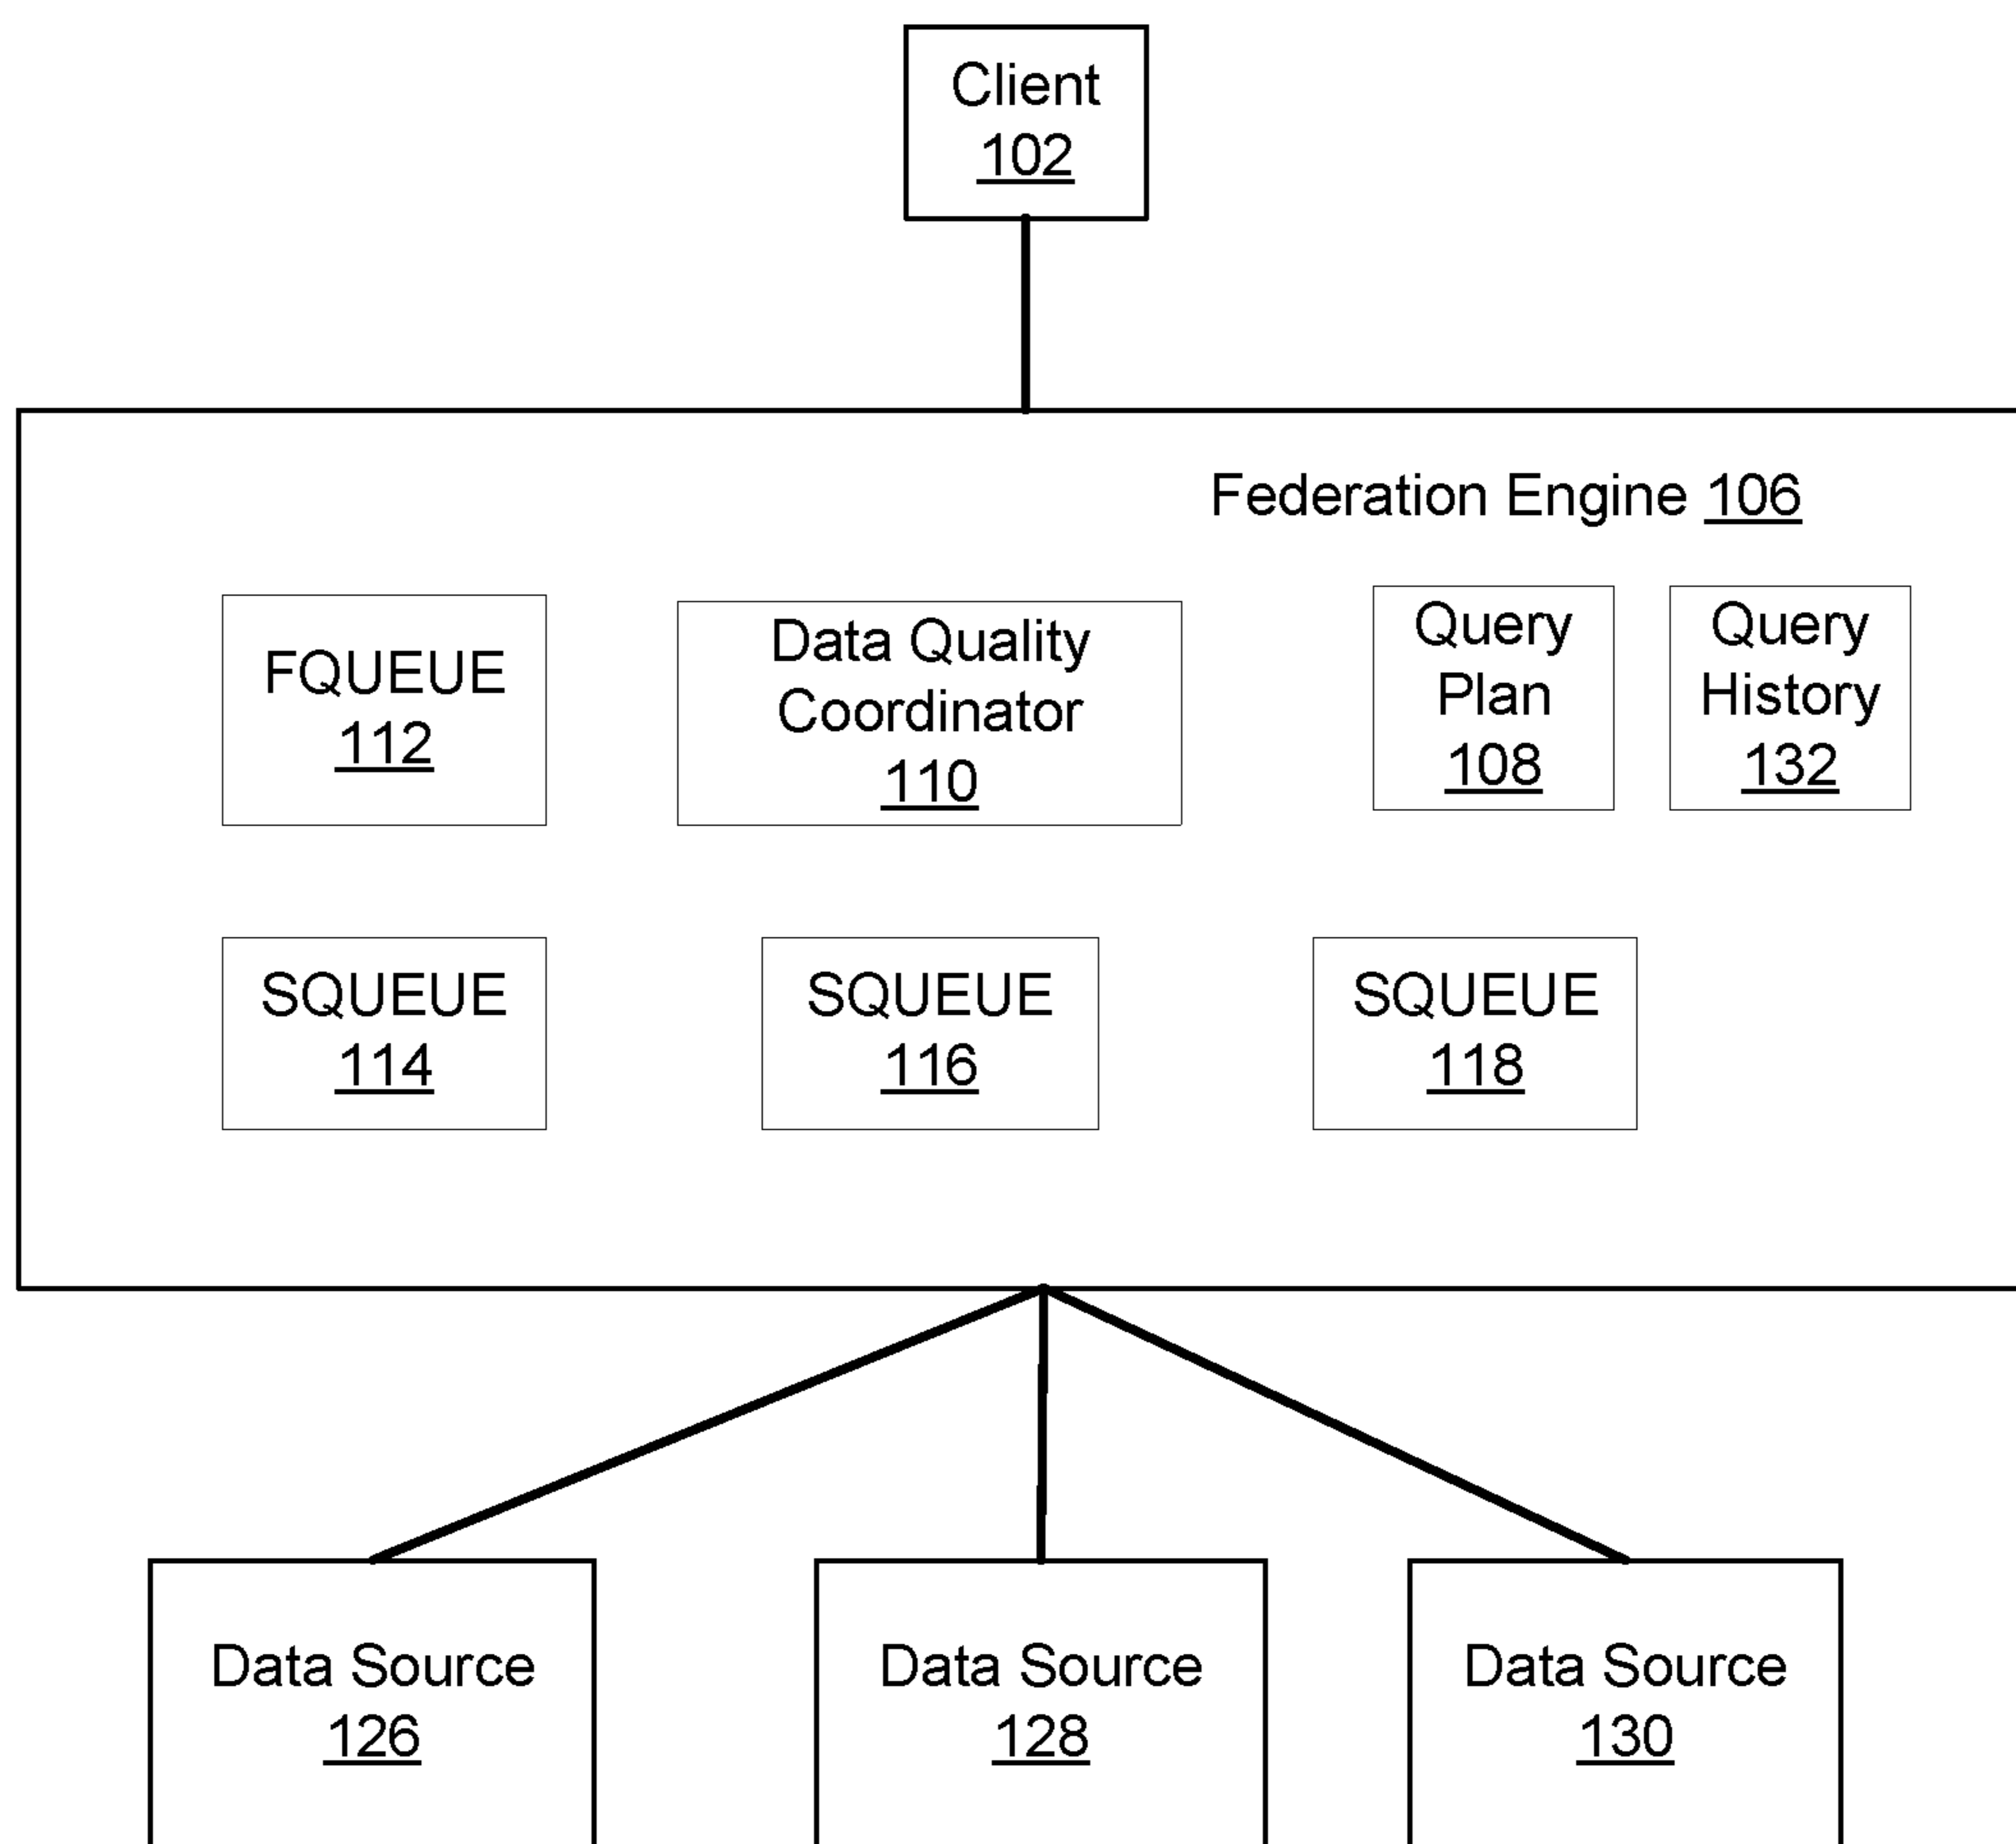 Client
102
Federation Engine 106
FQUEUE
112
Data Quality
Coordinator
110
Query
Plan
108
Query
History
132
SQUEUE
114
SQUEUE
116
SQUEUE
118
Data Source
126
Data Source
128
Data Source
130